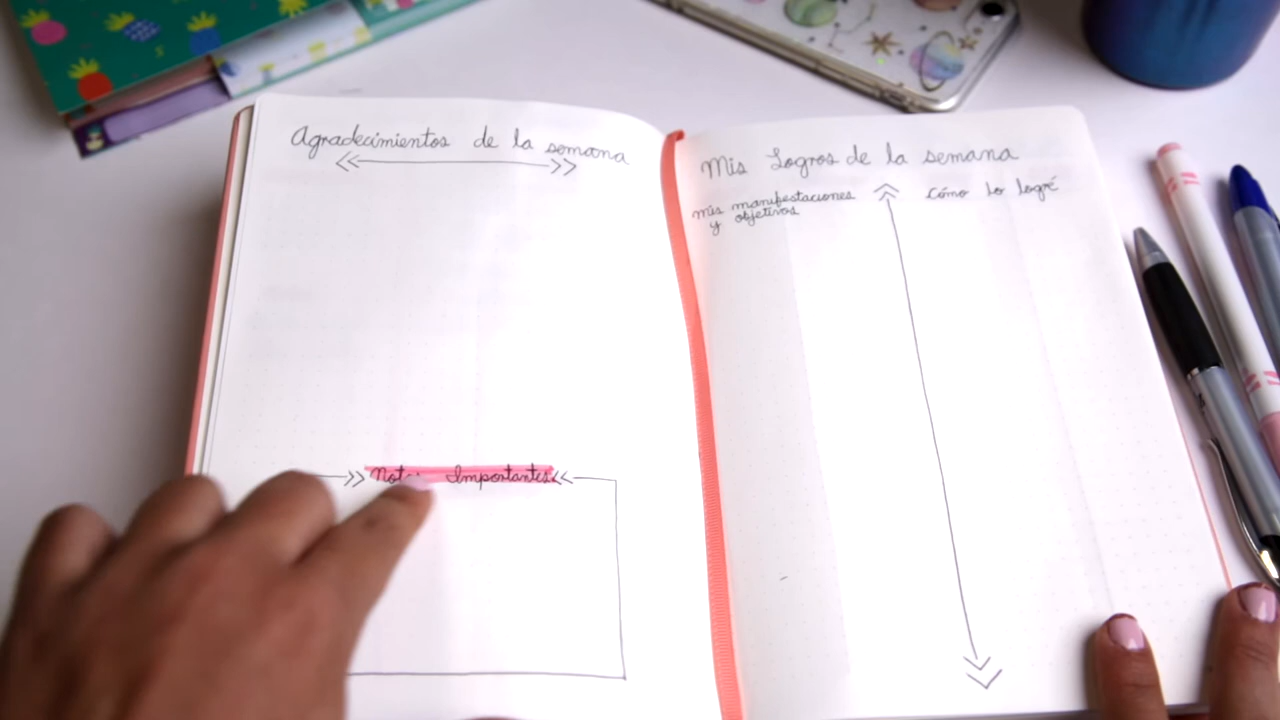 Agradecimientos de la semana
Importantes
Mis Logros de la semana
mis manifestaciones
y objetivos
Cómo lo logré